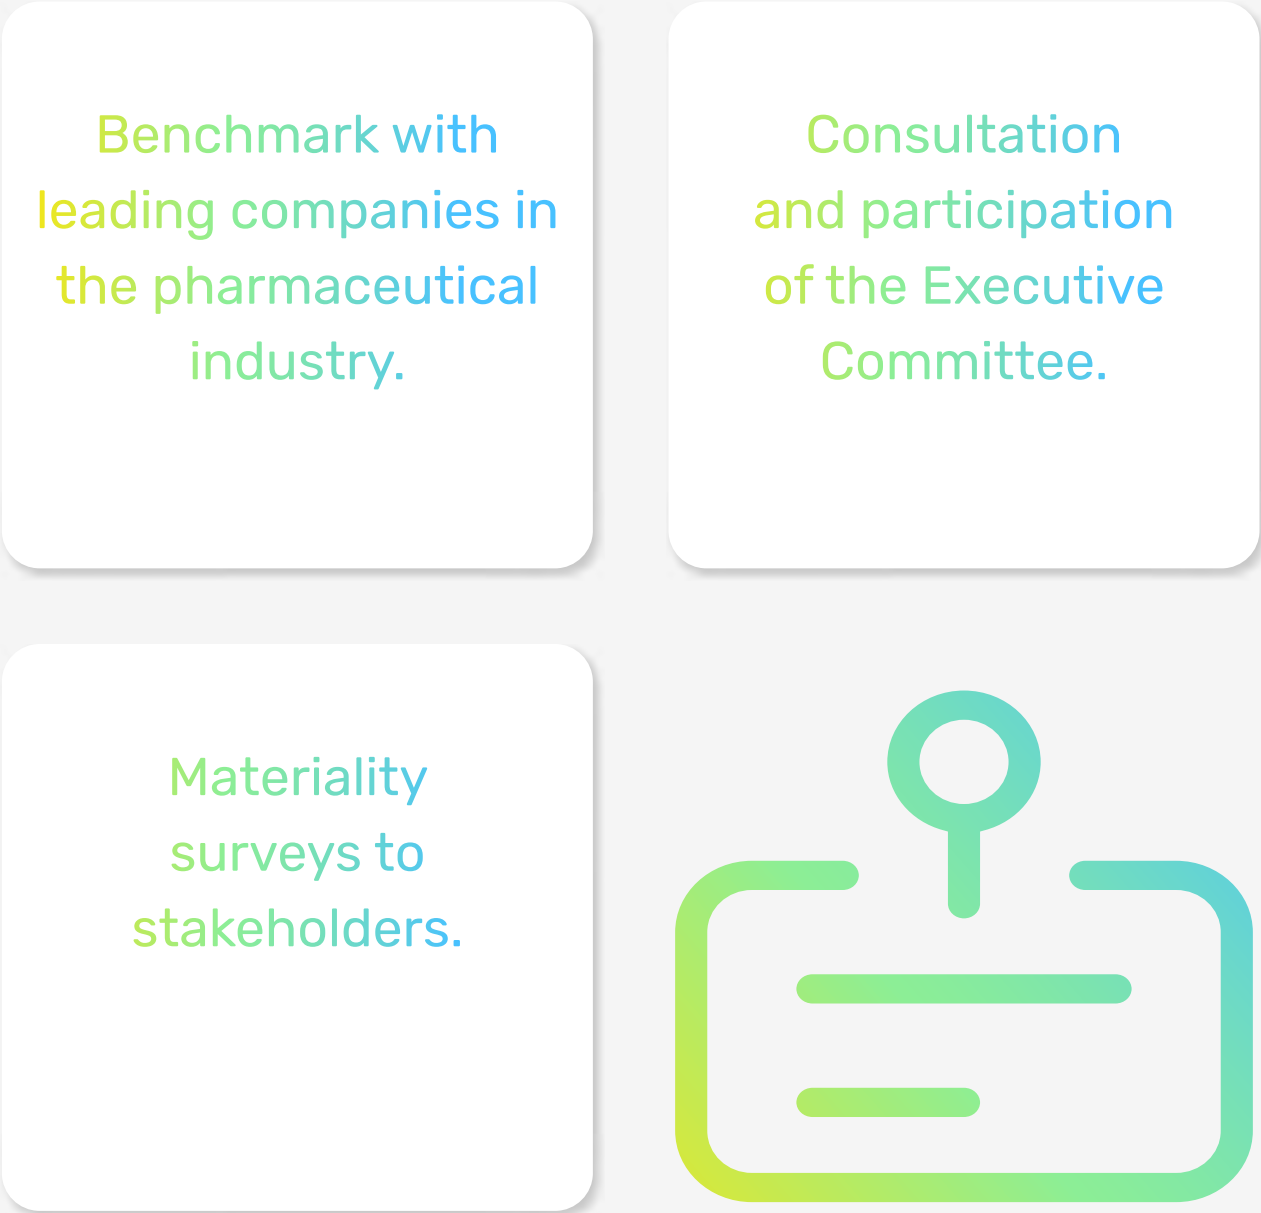 Benchmark with
leading companies in
the pharmaceutical
industry.
Consultation
and participation
of the Executive
Committee.
Materiality
surveys to
stakeholders.